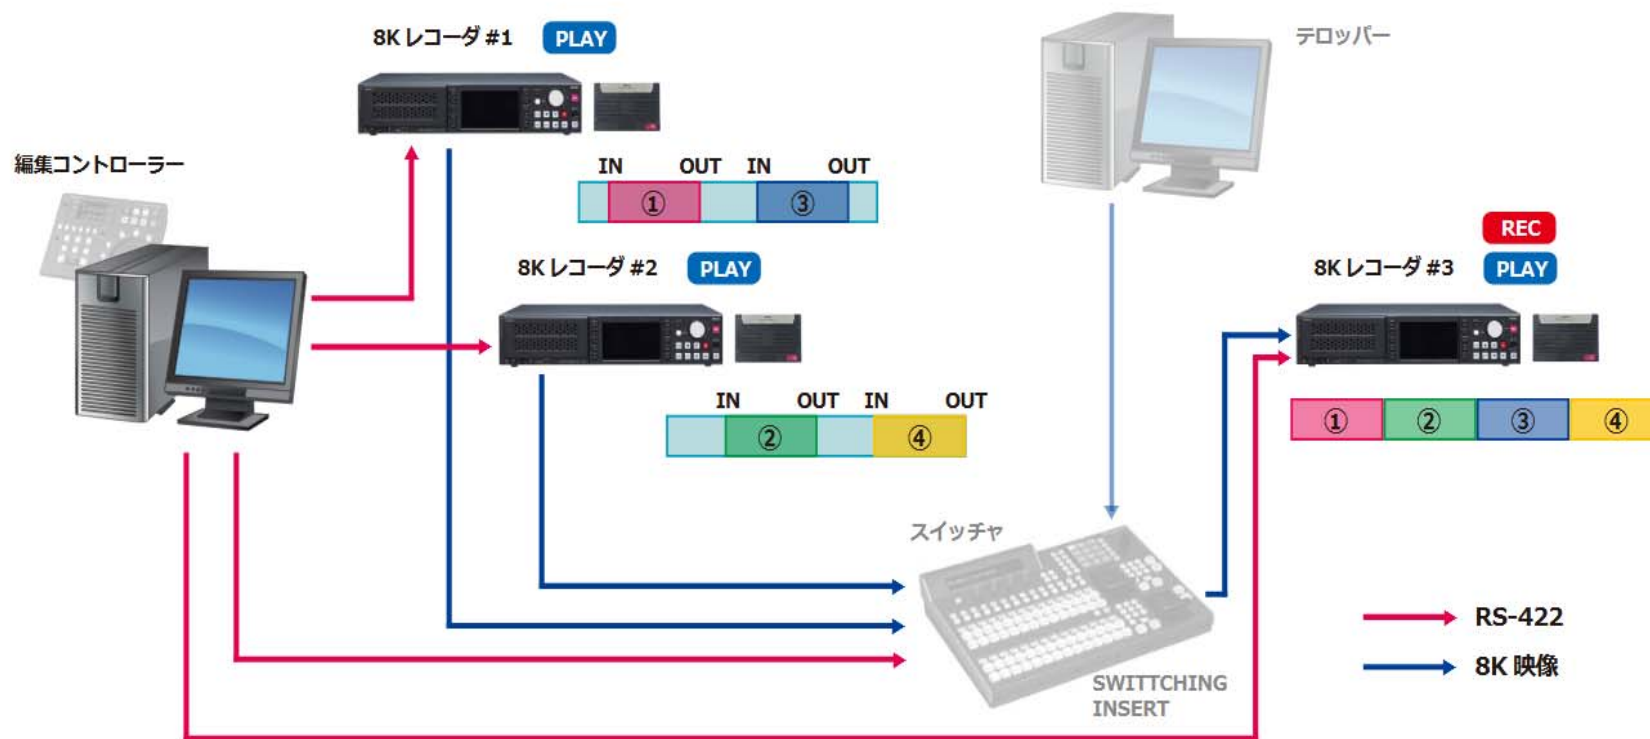 8K レコーダ #1 PLAY
テロッパー
編集コントローラー
IN OUT IN OUT
① ③
REC
8K レコーダ #2 PLAY
8K レコーダ #3 PLAY
IN OUT IN OUT
② ④
① ② ③ ④
スイッチャ
RS-422
8K 映像
SWITTCHING
INSERT